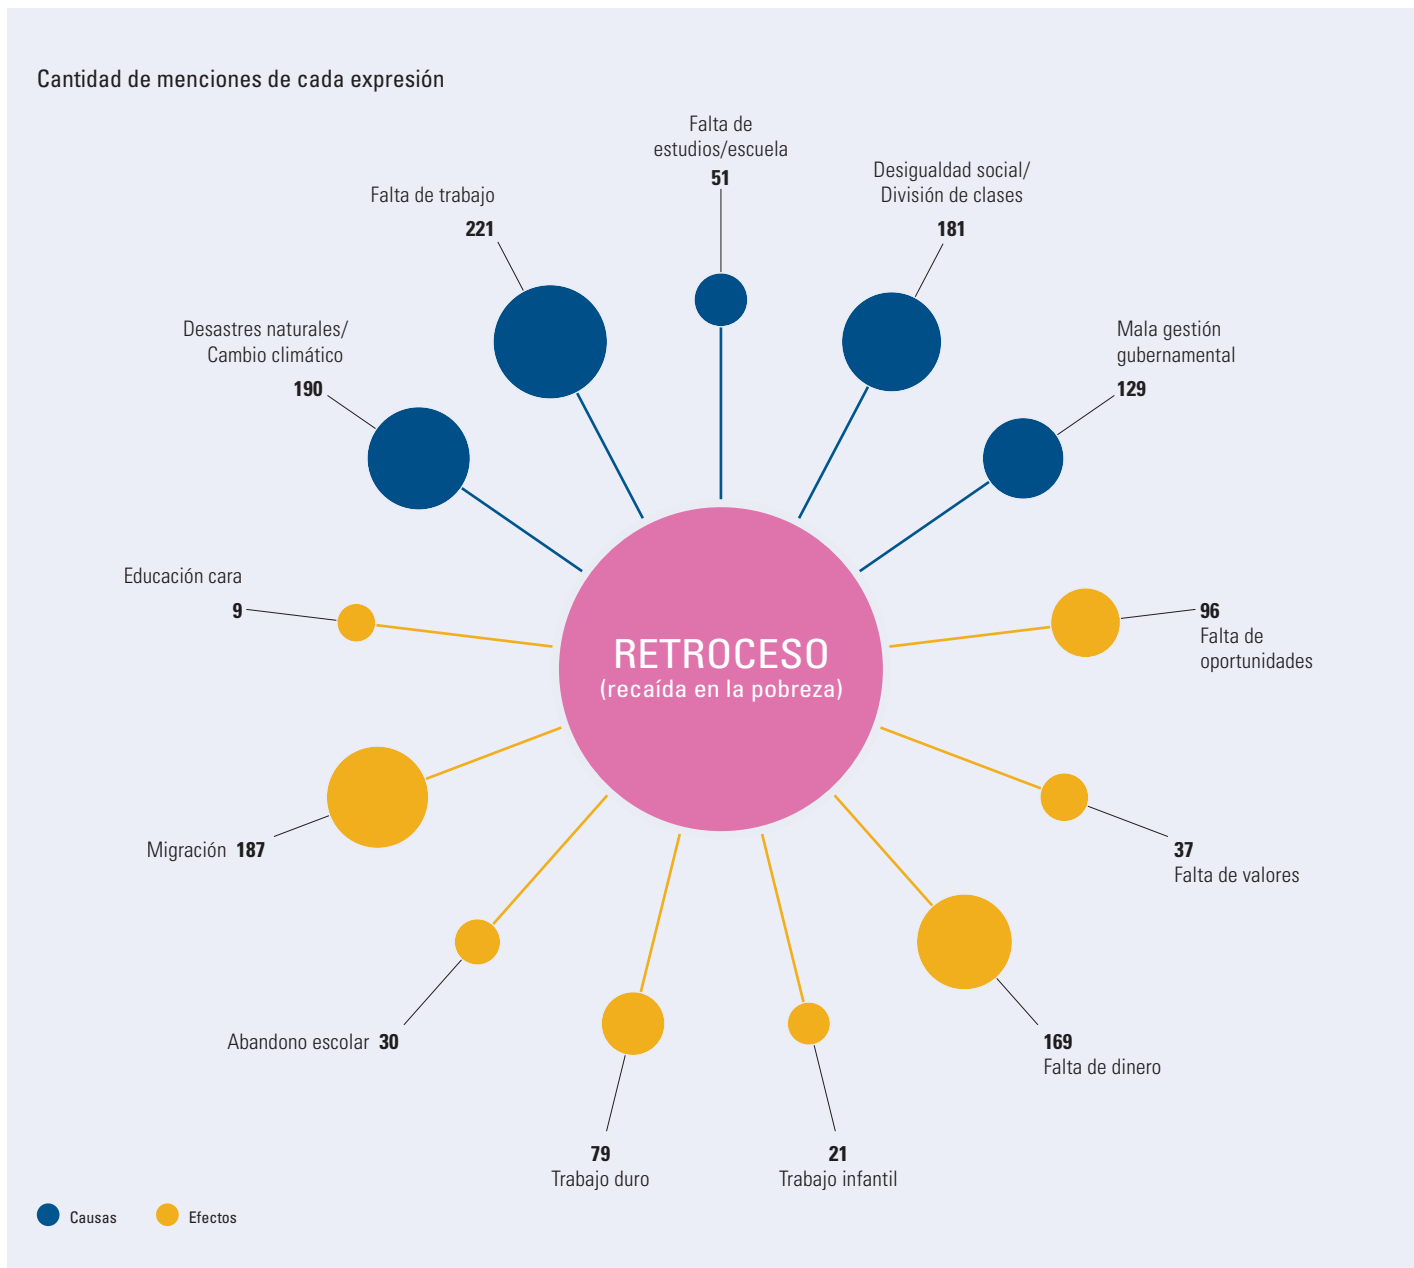 Cantidad de menciones de cada expresión
Falta de
estudios/escuela
51
Desigualdad social/
División de clases
181
Falta de trabajo
221
Desastres naturales/
Cambio climático
190
Mala gestión
gubernamental
129
Educación cara
9
96
Falta de
oportunidades
RETROCESO
(recaída en la pobreza)
Migración 187
37
Falta de valores
Abandono escolar 30
169
Falta de dinero
79
Trabajo duro
21
Trabajo infantil
Causas
Efectos